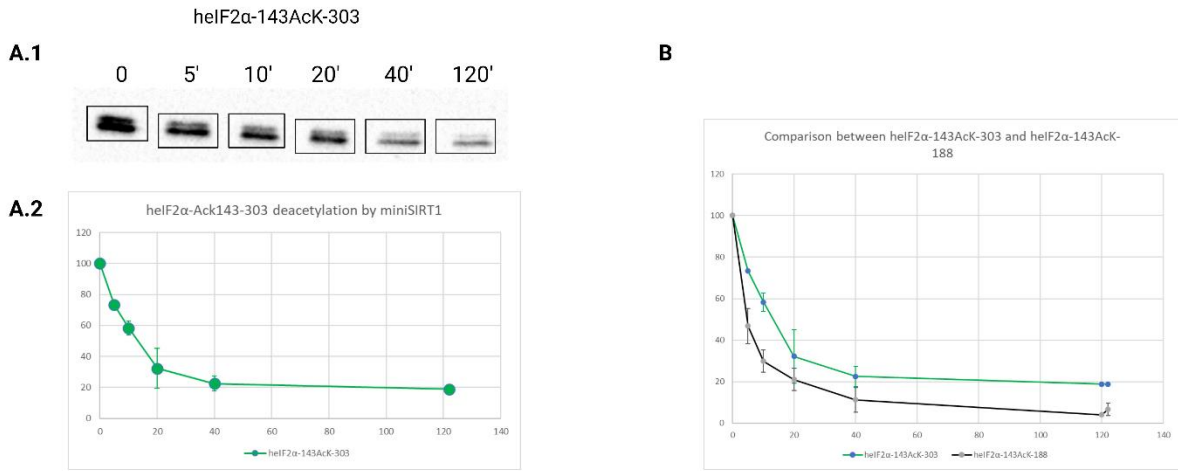 heIF2α-143AcK-303
A.1
B
0 5' 10' 20' 40' 120'
A.2
heIF2α-Ack143-303 deacetylation by miniSIRT1
120
100
80
60
40
20
0
0 20 40 60 80 100 120 140
heIF2α-143AcK-303
Comparison between heIF2α-143AcK-303 and heIF2α-143AcK-
188
120
100
80
60
40
20
0
0 20 40 60 80 100 120 140
heIF2α-143AcK-303 heIF2α-143AcK-188